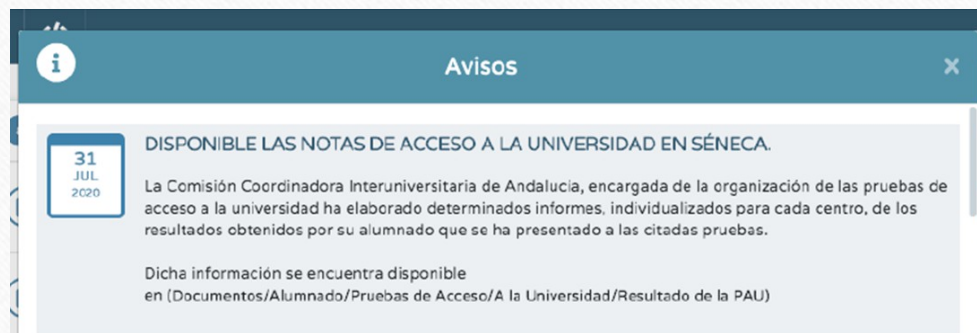 Avisos
31
JUL
2020
DISPONIBLE LAS NOTAS DE ACCESO A LA UNIVERSIDAD EN SÉNECA.
La Comisión Coordinadora Interuniversitaria de Andalucia, encargada de la organización de las pruebas de
acceso a la universidad ha elaborado determinados informes, individualizados para cada centro, de los
resultados obtenidos por su alumnado que se ha presentado a las citadas pruebas.
Dicha información se encuentra disponible
en (Documentos/Alumnado/Pruebas de Acceso/A la Universidad/Resultado de la PAU)